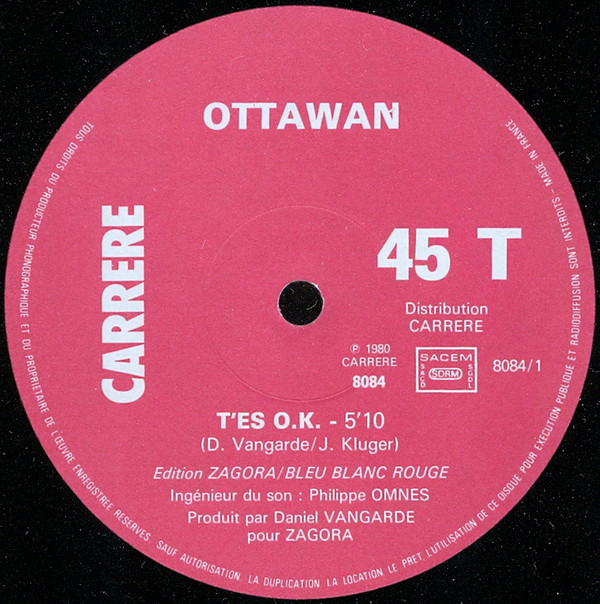 OTTAWAN
CARRERE
45 T
Distribution
CARRERE
℗ 1980
CARRERE
8084
SACEM
SACD
SDRM
SGDL
8084/1
T'ES O.K. - 5'10
(D. Vangarde/J. Kluger)
Edition ZAGORA/BLEU BLANC ROUGE
Ingénieur du son : Philippe OMNES
Produit par Daniel VANGARDE
pour ZAGORA
TOUS DROITS DU PRODUCTEUR PHONOGRAPHIQUE ET DU PROPRIETAIRE DE L'ŒUVRE ENREGISTREE RESERVES. SAUF AUTORISATION, LA DUPLICATION, LA LOCATION, LE PRET, L'UTILISATION DE CE DISQUE POUR EXECUTION PUBLIQUE ET RADIODIFFUSION SONT INTERDITS - MADE IN FRANCE